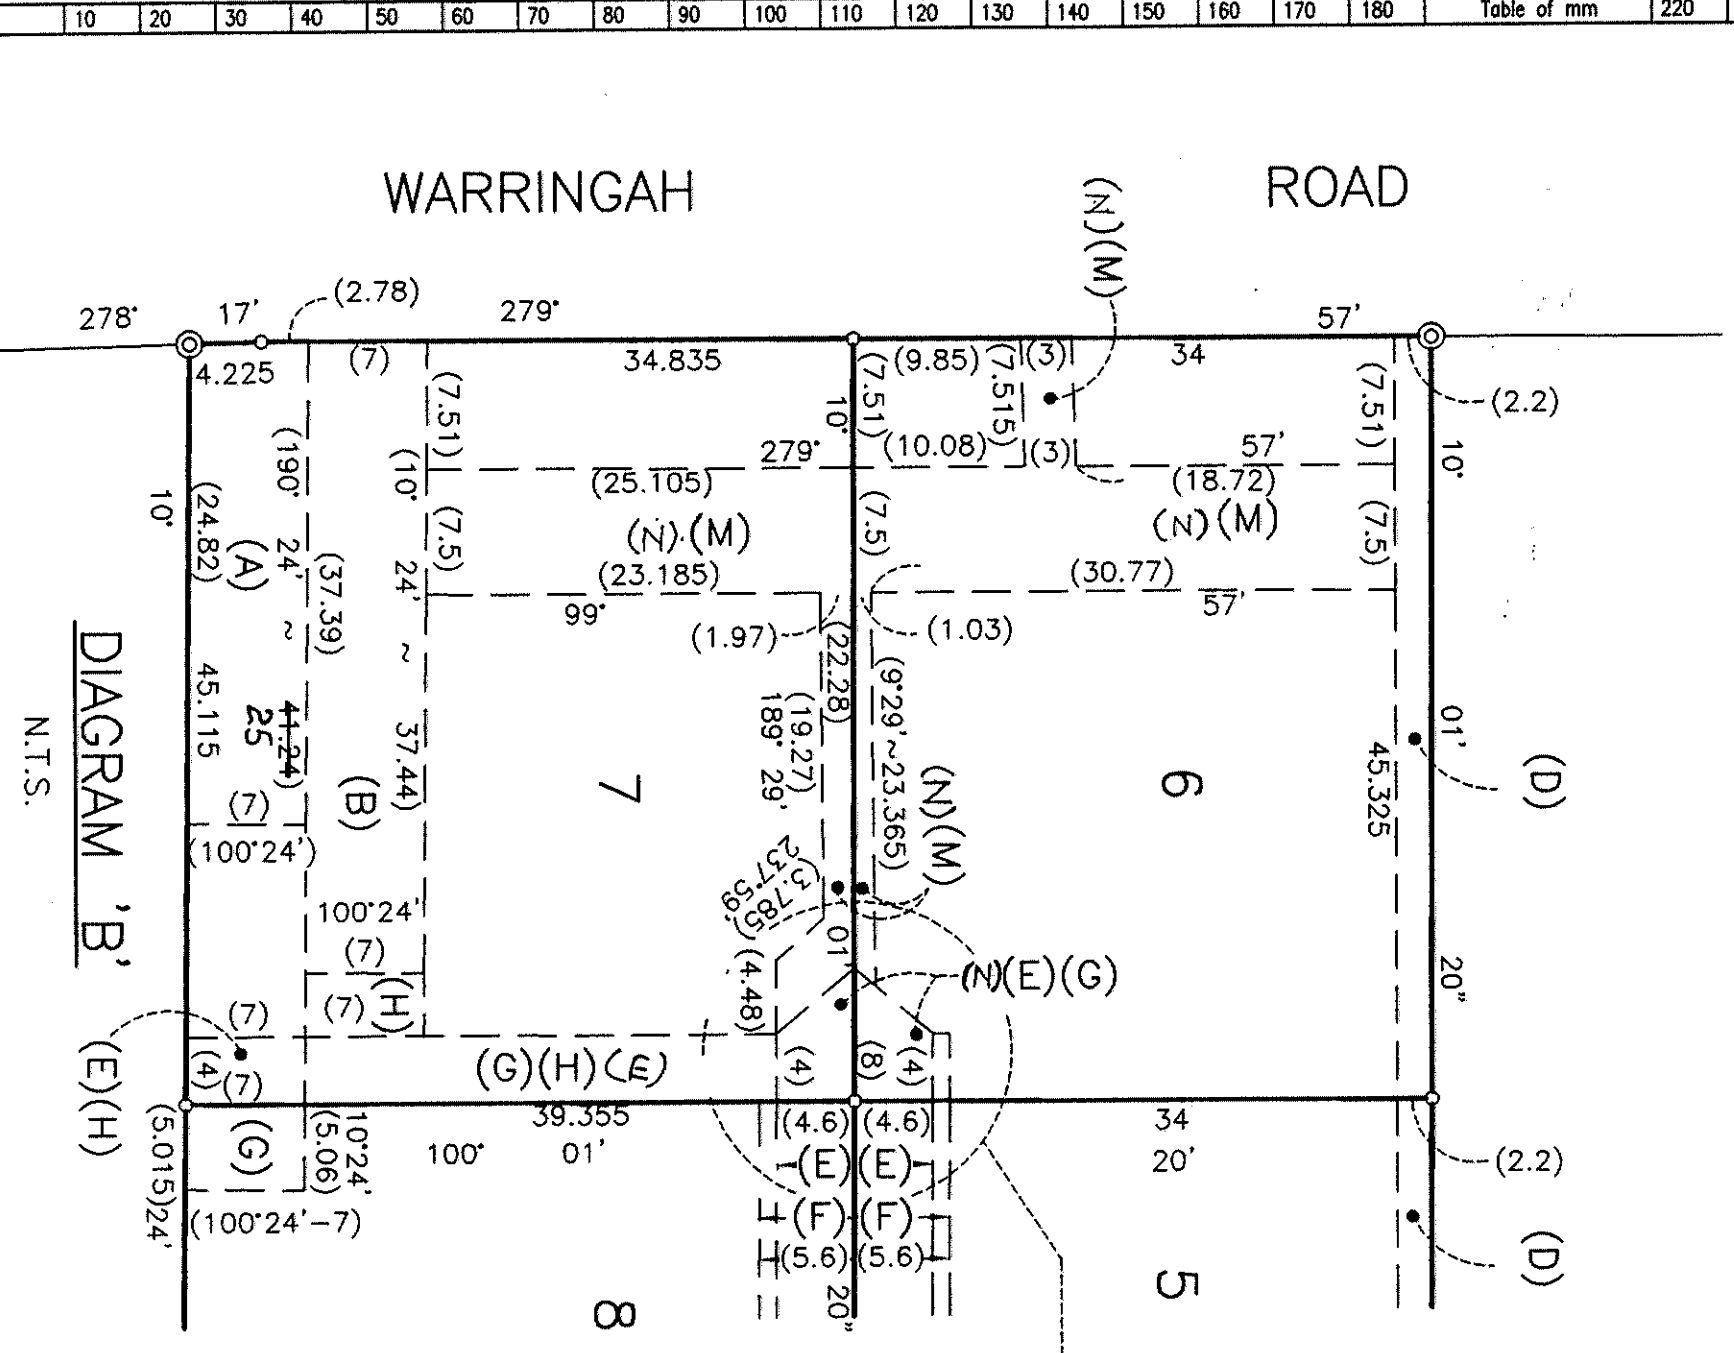 10 20 30 40 50 60 70 80 90 100 110 120 130 140 150 160 170 180 Table of mm 220
WARRINGAH ROAD
(N)(M)
278° 17' (2.78) 279° 57'
4.225 (7) 34.835 (9.85) (3) 34
(2.2)
(7.51) (7.51) (7.515) (7.51)
10° 279° (10.08) (3) 57' 10°
(190° 24' ~ 41.24)
25
(10° 24' ~ 37.44)
(25.105) (18.72)
(24.82) 10° (7.5) (7.5) (7.5)
(N)(M) (N)(M)
(A)
(37.39)
(23.185) (30.77)
99° 57'
(1.97) (1.03)
(22.28)
(9°29'~23.365)
45.115
(19.27)
189° 29'
01'
45.325
(D)
7 6
(B)
(N)(M)
(7)
(100°24')
(3.785)
237°59'
100°24'
(7)
01'
(4.48)
(N)(E)(G)
20"
(7) (7) (H)
(E)(H)
(4) (7)
(G)(H)(E)
(4) (8) (4)
39.355 (4.6) (4.6) 34
100° 01' 20'
(5.015) 24'
(G)
10°24'
(5.06)
(E) (E)
(2.2)
(100°24'-7)
(F) (F)
(5.6) (5.6)
20"
(D)
8 5
DIAGRAM 'B'
N.T.S.